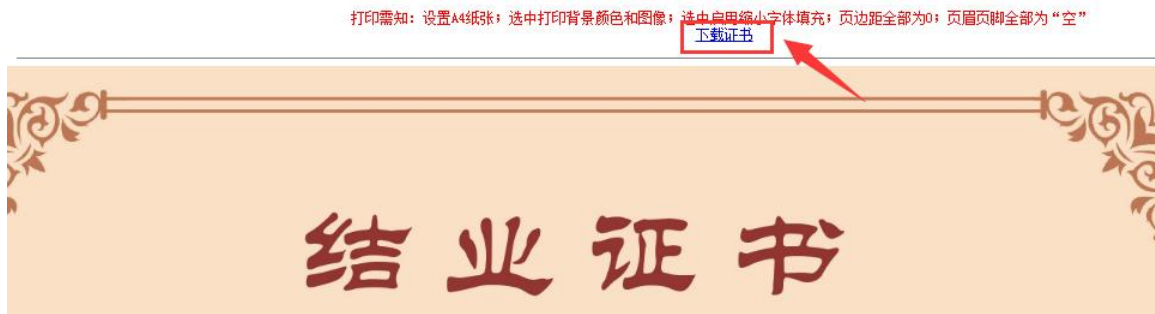 打印需知：设置A4纸张；选中打印背景颜色和图像；选中启用缩小字体填充；页边距全部为0；页眉页脚全部为“空”
下载证书
结业证书